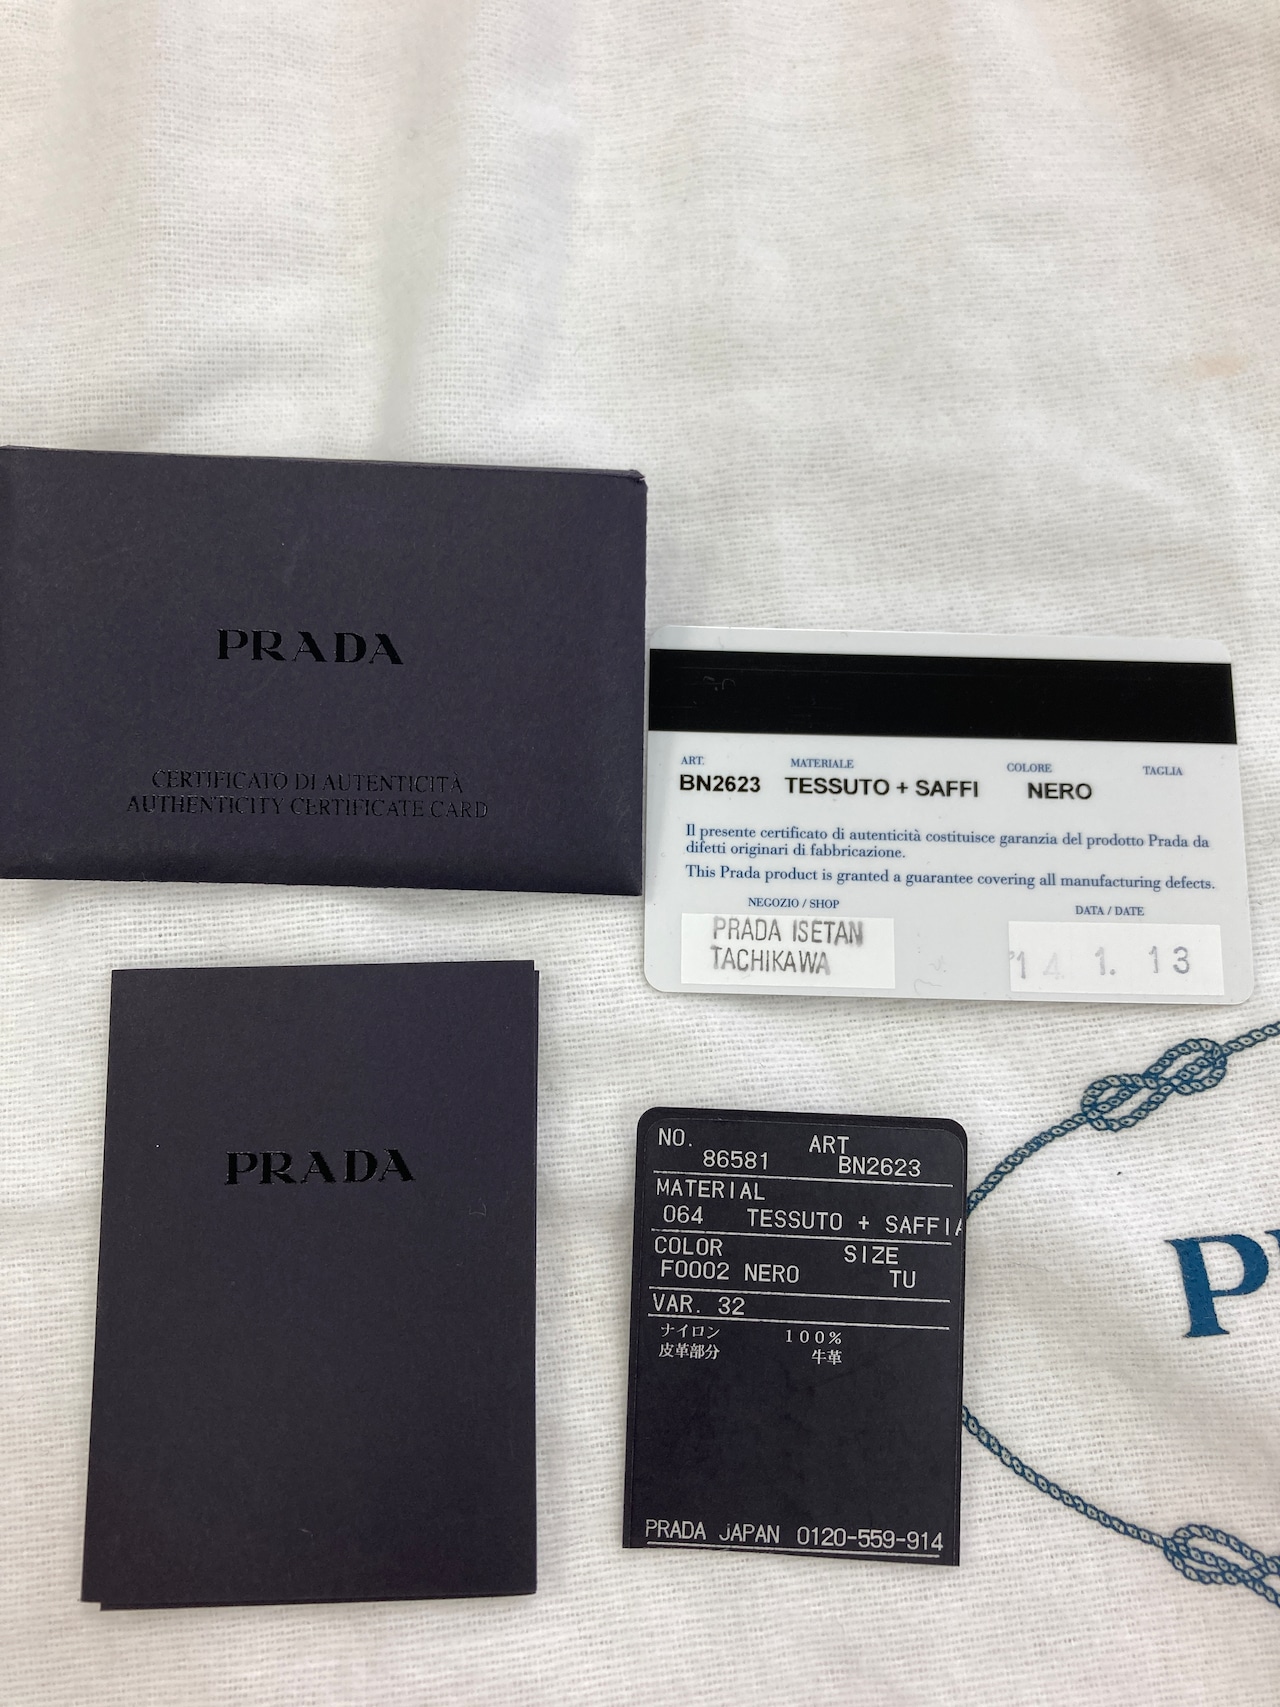 PRADA
CERTIFICATO DI AUTENTICITÀ
AUTHENTICITY CERTIFICATE CARD
ART. MATERIALE COLORE TAGLIA
BN2623 TESSUTO + SAFFI NERO
Il presente certificato di autenticità costituisce garanzia del prodotto Prada da
difetti originari di fabbricazione.
This Prada product is granted a guarantee covering all manufacturing defects.
NEGOZIO / SHOP DATA / DATE
PRADA ISETAN
TACHIKAWA
'14 1. 13
PRADA
NO. ART
86581 BN2623
MATERIAL
064 TESSUTO + SAFFIA
COLOR SIZE
F0002 NERO TU
VAR. 32
ナイロン 100%
皮革部分 牛革
PRADA JAPAN 0120-559-914
P